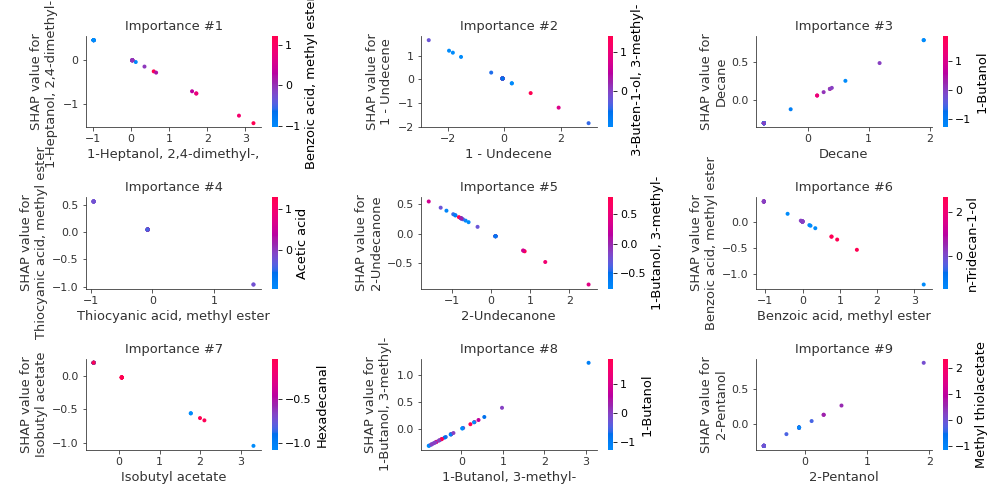 Importance #1
SHAP value for
1-Heptanol, 2,4-dimethyl-
0
−1
−1
0
1
2
3
1-Heptanol, 2,4-dimethyl-,
1
0
−1
Benzoic acid, methyl ester
Importance #2
SHAP value for
1 - Undecene
1
0
−1
−2
−2
0
2
1 - Undecene
1
0
3-Buten-1-ol, 3-methyl-
Importance #3
SHAP value for
Decane
0.5
0.0
0
1
2
Decane
1
0
−1
1-Butanol
Importance #4
SHAP value for
Thiocyanic acid, methyl ester
0.5
0.0
−0.5
−1.0
−1
0
1
Thiocyanic acid, methyl ester
1
0
Acetic acid
Importance #5
SHAP value for
2-Undecanone
0.5
0.0
−0.5
−1
0
1
2
2-Undecanone
0.5
0.0
−0.5
1-Butanol, 3-methyl-
Importance #6
SHAP value for
Benzoic acid, methyl ester
0.0
−0.5
−1.0
−1
0
1
2
3
Benzoic acid, methyl ester
2
0
n-Tridecan-1-ol
Importance #7
SHAP value for
Isobutyl acetate
0.0
−0.5
−1.0
0
1
2
3
Isobutyl acetate
−0.5
−1.0
Hexadecanal
Importance #8
SHAP value for
1-Butanol, 3-methyl-
1.0
0.5
0.0
0
1
2
3
1-Butanol, 3-methyl-
1
0
−1
1-Butanol
Importance #9
SHAP value for
2-Pentanol
0.5
0.0
0
1
2
2-Pentanol
2
1
0
−1
Methyl thiolacetate